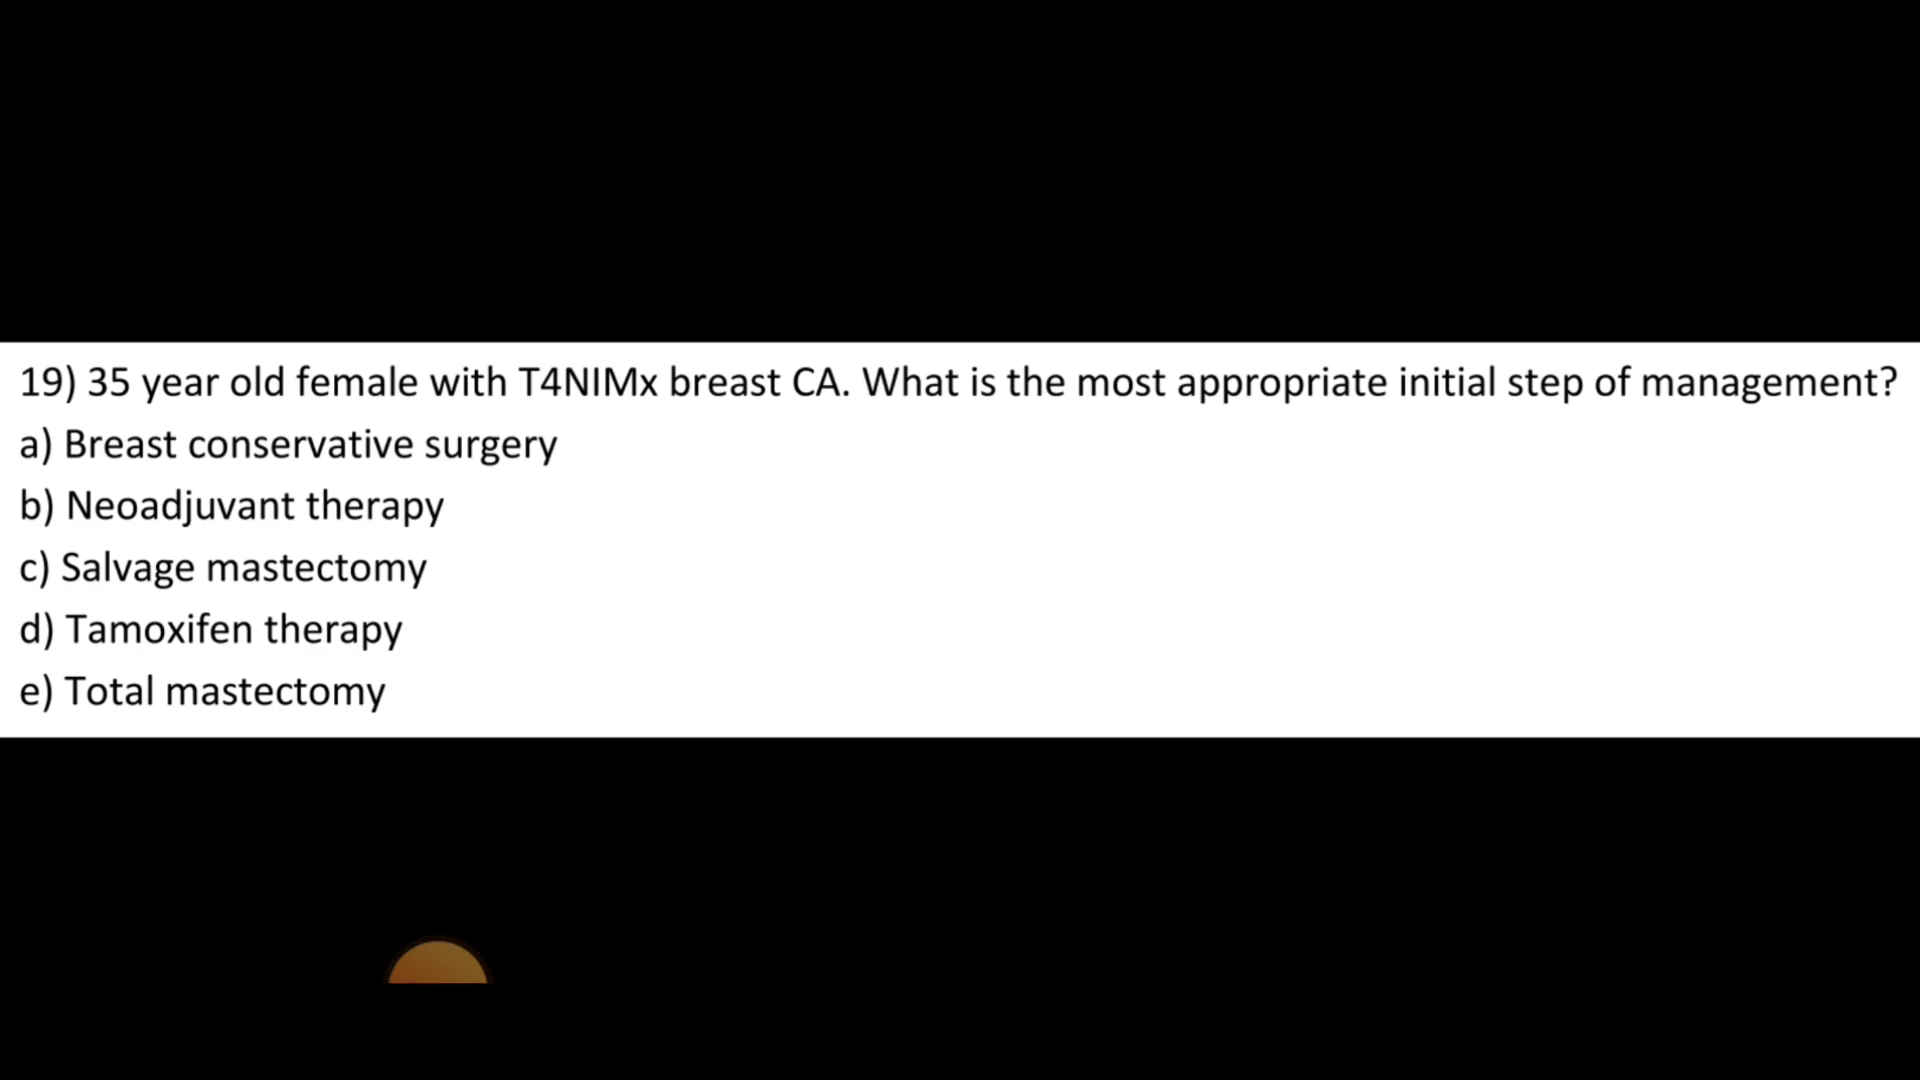 19) 35 year old female with T4NIMx breast CA. What is the most appropriate initial step of management?
a) Breast conservative surgery
b) Neoadjuvant therapy
c) Salvage mastectomy
d) Tamoxifen therapy
e) Total mastectomy